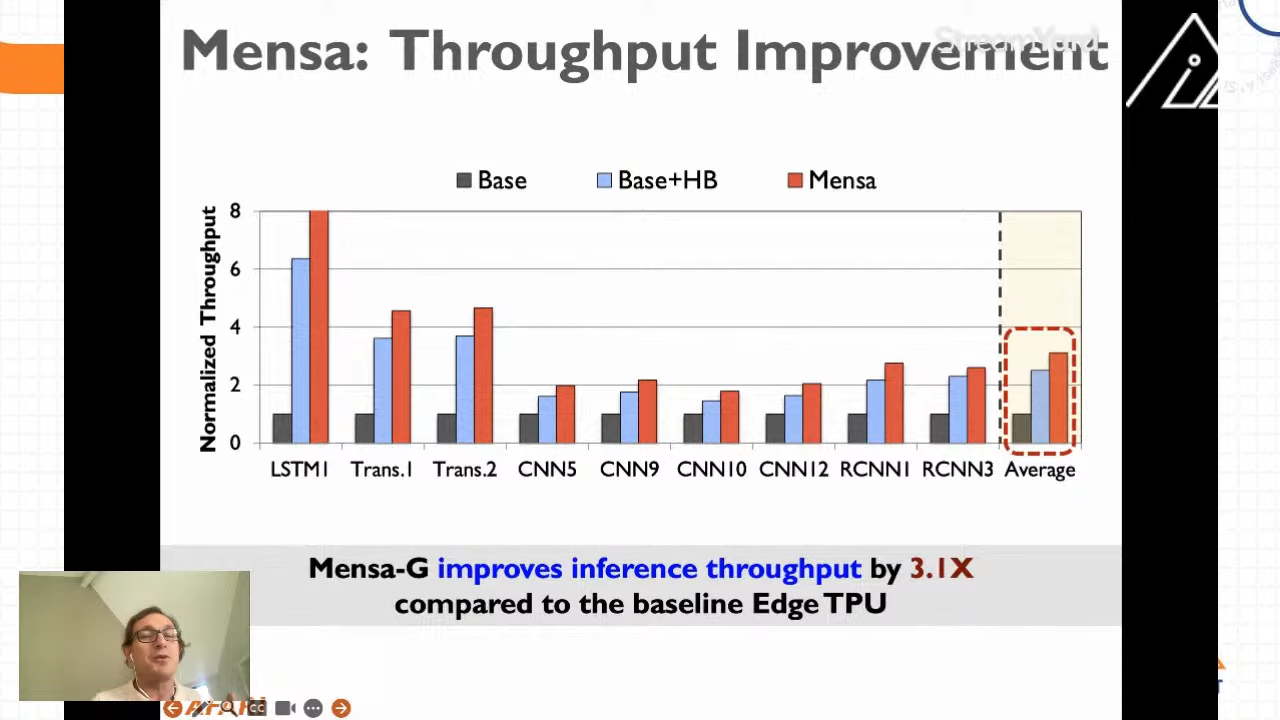 Mensa: Throughput Improvement
StreamYard
Base
Base+HB
Mensa
Normalized Throughput
8
6
4
2
0
LSTM1
Trans.1
Trans.2
CNN5
CNN9
CNN10
CNN12
RCNN1
RCNN3
Average
Mensa-G improves inference throughput by 3.1X
compared to the baseline Edge TPU